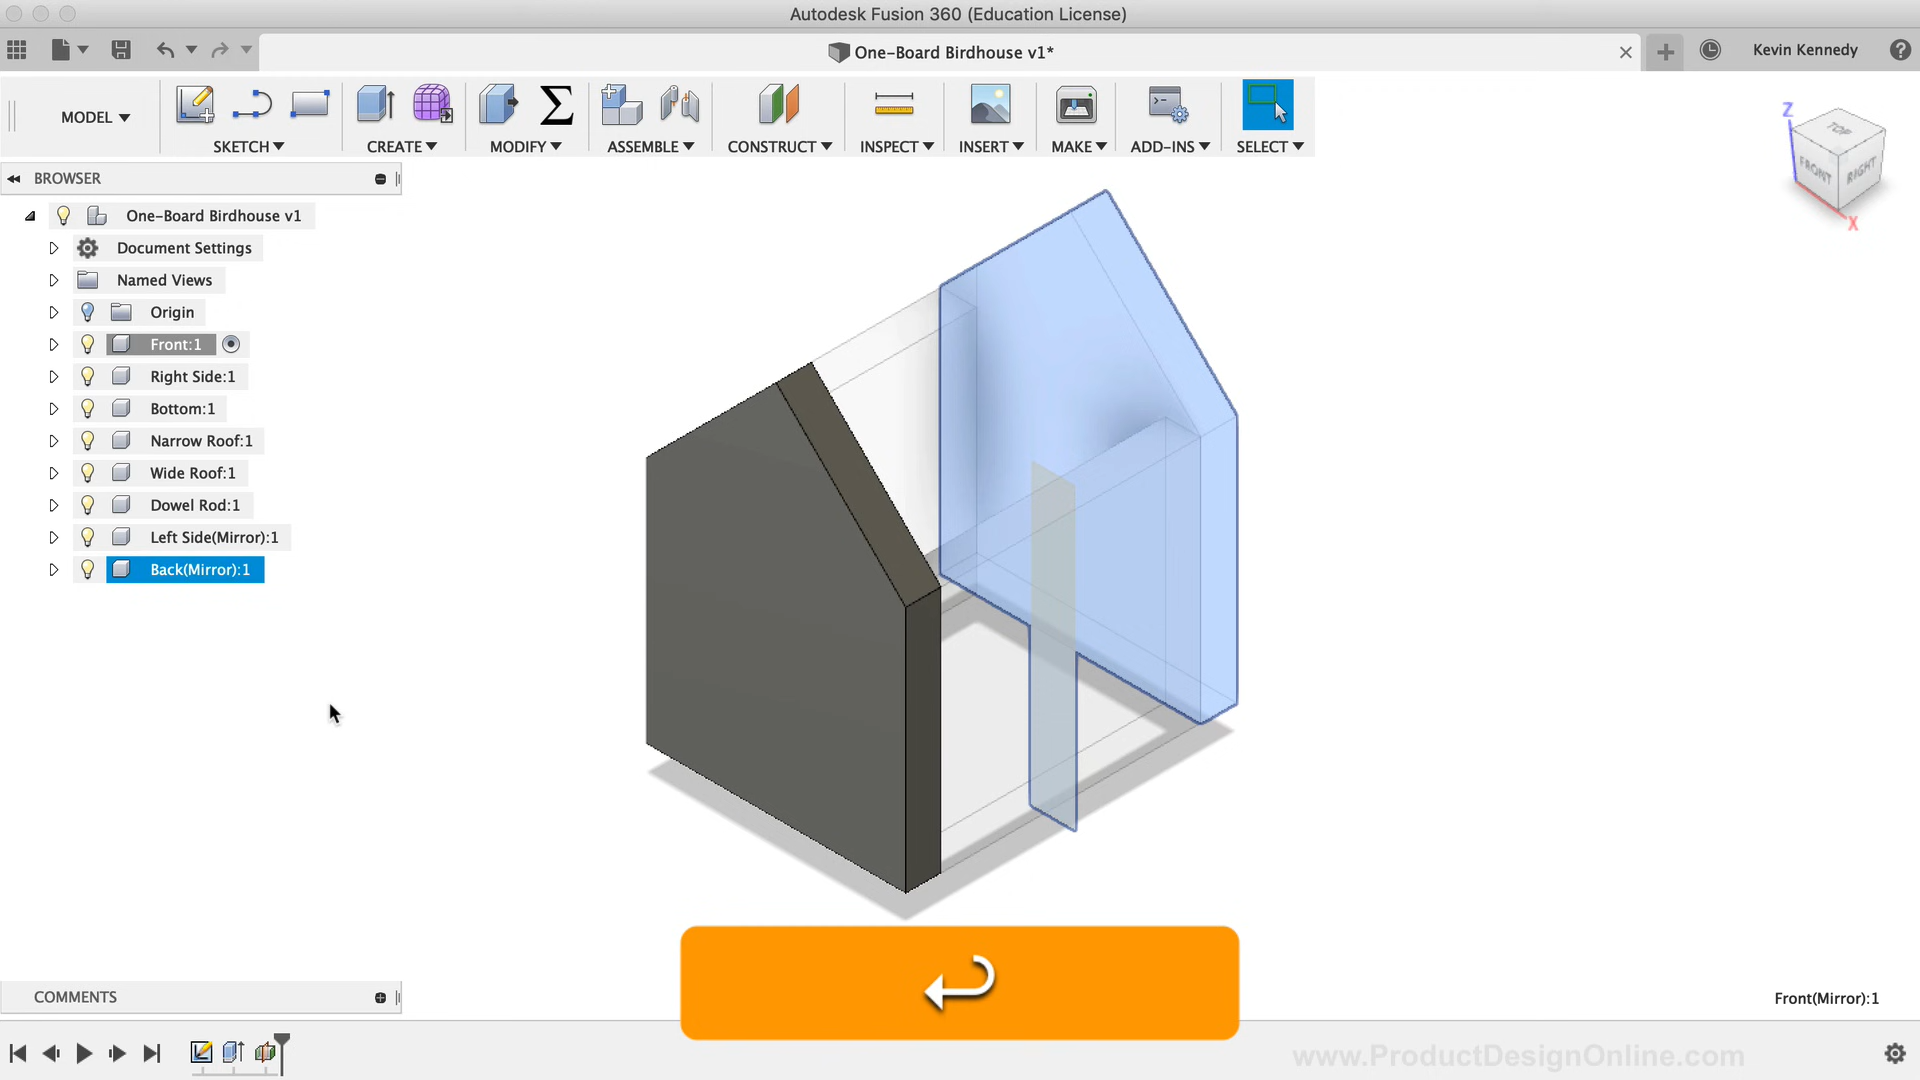 Autodesk Fusion 360 (Education License)
One-Board Birdhouse v1*
Kevin Kennedy
MODEL
SKETCH
CREATE
MODIFY
ASSEMBLE
CONSTRUCT
INSPECT
INSERT
MAKE
ADD-INS
SELECT
Z
TOP
FRONT
RIGHT
X
BROWSER
One-Board Birdhouse v1
Document Settings
Named Views
Origin
Front:1
Right Side:1
Bottom:1
Narrow Roof:1
Wide Roof:1
Dowel Rod:1
Left Side(Mirror):1
Back(Mirror):1
COMMENTS
Front(Mirror):1
www.ProductDesignOnline.com